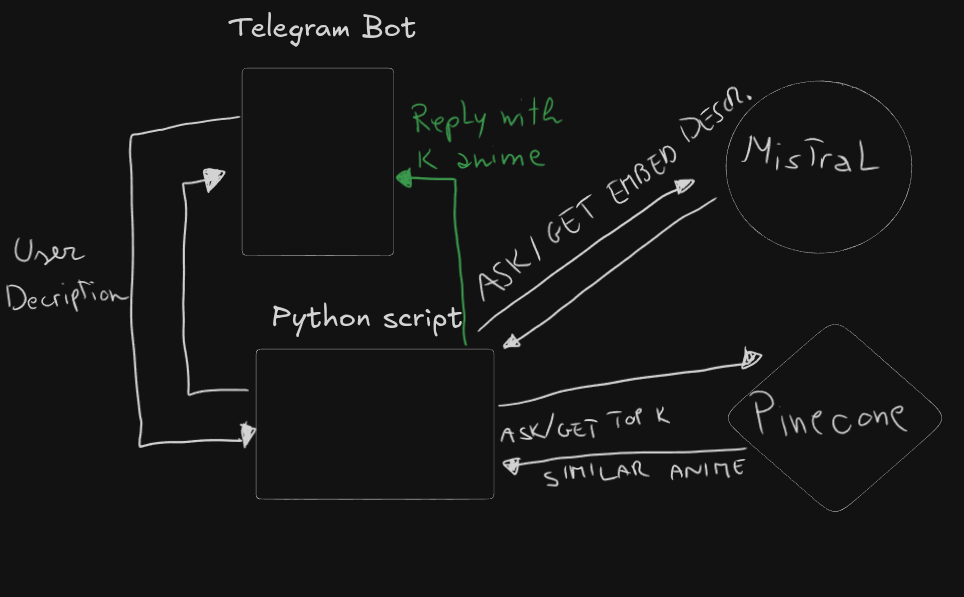 Telegram Bot
Reply with
K anime
ASK/GET EMBED DESCR.
MisTraL
User
Decription
Python script
ASK/GET TOP K
SIMILAR ANIME
Pinecone